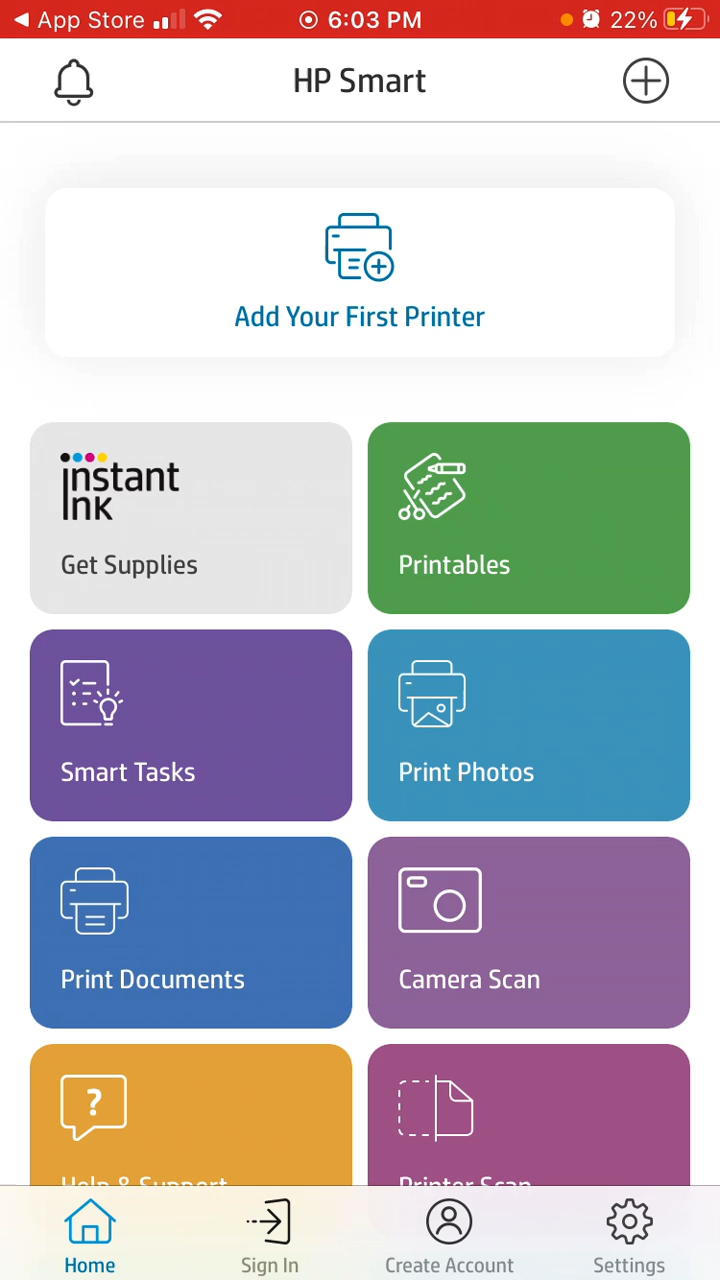 App Store 6:03 PM 22%
HP Smart
Add Your First Printer
instant
ink
Get Supplies
Printables
Smart Tasks
Print Photos
Print Documents
Camera Scan
?
Help & Support
Printer Scan
Home
Sign In
Create Account
Settings